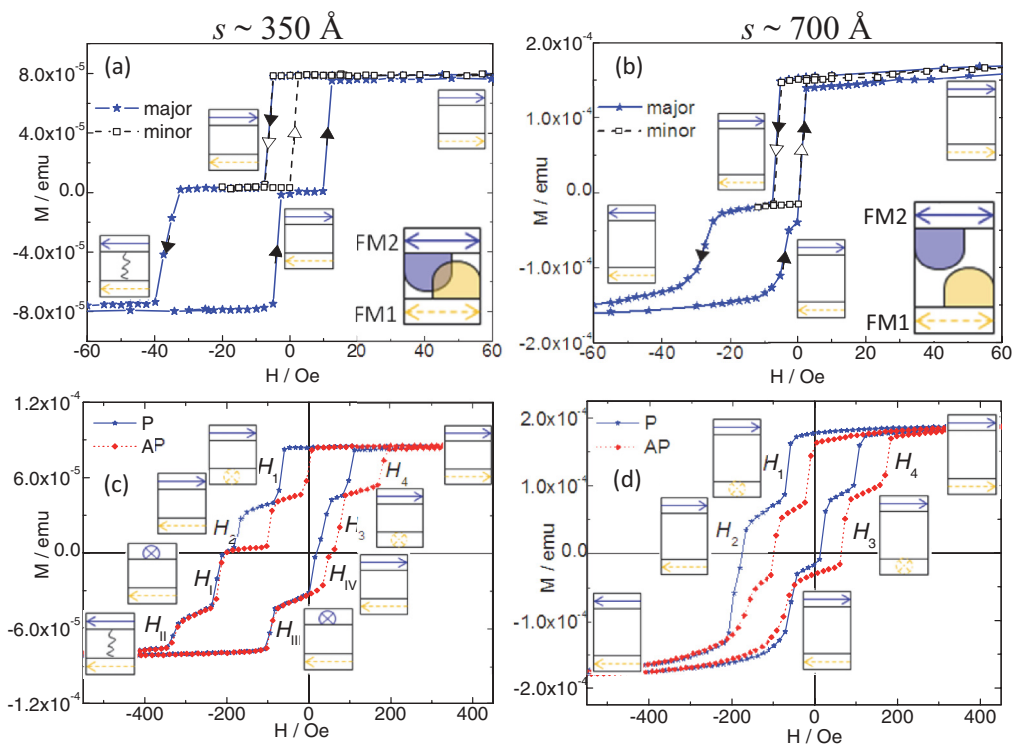 s ~ 350 Å
s ~ 700 Å
(a)
8.0x10⁻⁵
4.0x10⁻⁵
0.0
-4.0x10⁻⁵
-8.0x10⁻⁵
M / emu
major
minor
FM2
FM1
-60 -40 -20 0 20 40 60
H / Oe
(b)
2.0x10⁻⁴
1.0x10⁻⁴
0.0
-1.0x10⁻⁴
-2.0x10⁻⁴
M / emu
major
minor
FM2
FM1
-60 -40 -20 0 20 40 60
H / Oe
(c)
1.2x10⁻⁴
6.0x10⁻⁵
0.0
-6.0x10⁻⁵
-1.2x10⁻⁴
M / emu
P
AP
H₁
H₂
H₃
H₄
H_I
H_II
H_III
H_IV
-400 -200 0 200 400
H / Oe
(d)
2.0x10⁻⁴
1.0x10⁻⁴
0.0
-1.0x10⁻⁴
-2.0x10⁻⁴
M / emu
P
AP
H₁
H₂
H₃
H₄
-400 -200 0 200 400
H / Oe